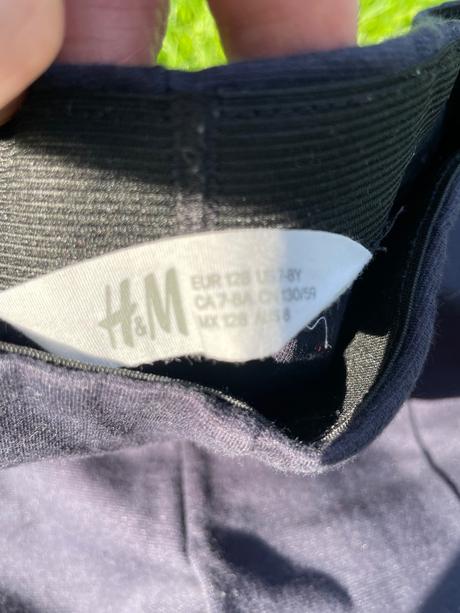 H&M
EUR 128 US 7-8Y
CA 7-8A CN 130/59
MX 128 AUS 8